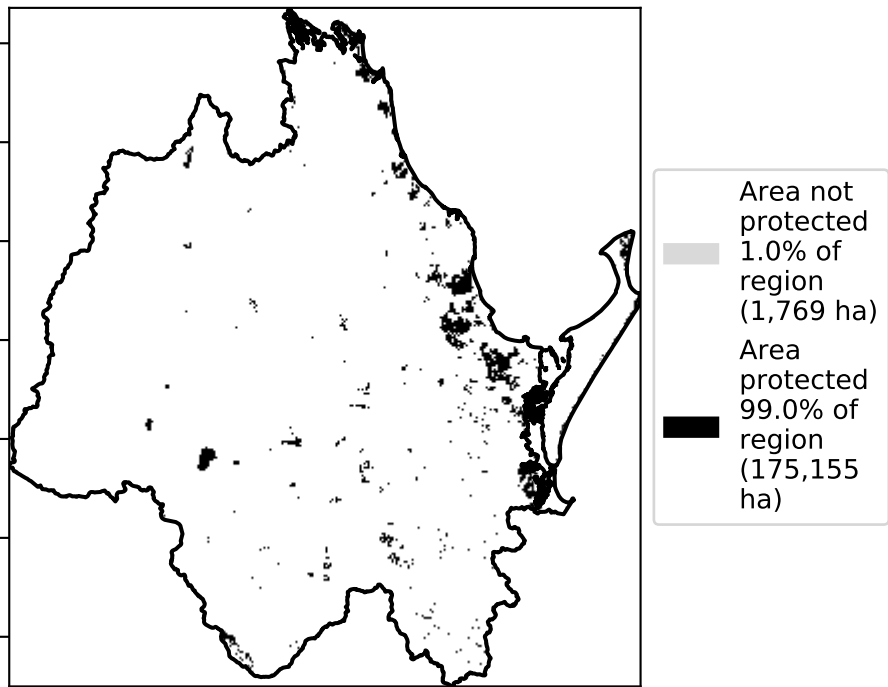 Area not
protected
1.0% of
region
(1,769 ha)
Area
protected
99.0% of
region
(175,155
ha)